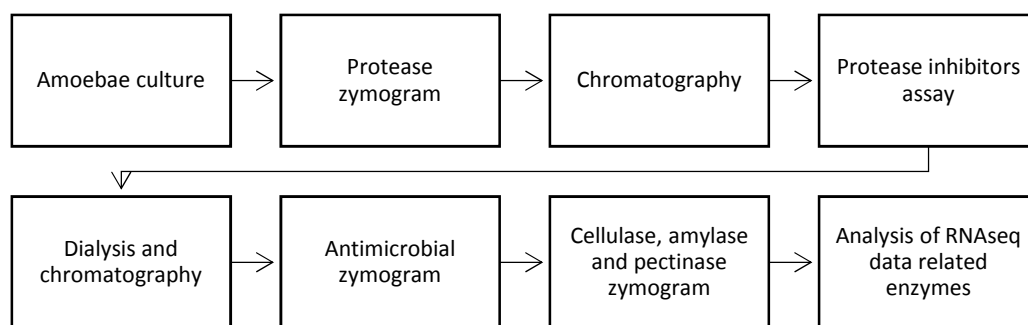 Amoebae culture
Protease
zymogram
Chromatography
Protease inhibitors
assay
Dialysis and
chromatography
Antimicrobial
zymogram
Cellulase, amylase
and pectinase
zymogram
Analysis of RNAseq
data related
enzymes